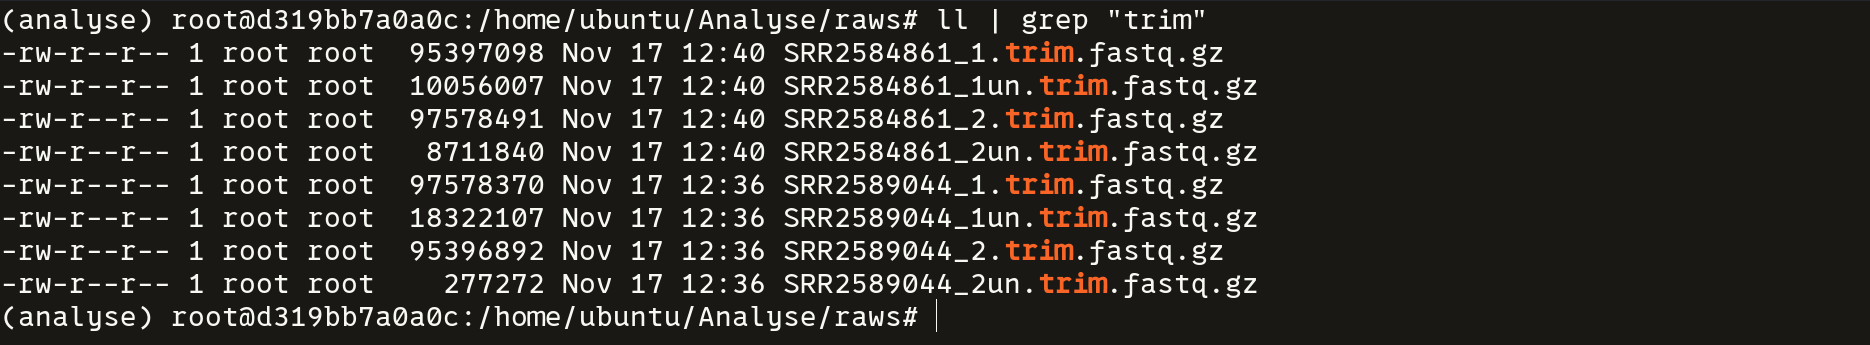 (analyse) root@d319bb7a0a0c:/home/ubuntu/Analyse/raws# ll | grep "trim"
-rw-r--r-- 1 root root  95397098 Nov 17 12:40 SRR2584861_1.trim.fastq.gz
-rw-r--r-- 1 root root  10056007 Nov 17 12:40 SRR2584861_1un.trim.fastq.gz
-rw-r--r-- 1 root root  97578491 Nov 17 12:40 SRR2584861_2.trim.fastq.gz
-rw-r--r-- 1 root root   8711840 Nov 17 12:40 SRR2584861_2un.trim.fastq.gz
-rw-r--r-- 1 root root  97578370 Nov 17 12:36 SRR2589044_1.trim.fastq.gz
-rw-r--r-- 1 root root  18322107 Nov 17 12:36 SRR2589044_1un.trim.fastq.gz
-rw-r--r-- 1 root root  95396892 Nov 17 12:36 SRR2589044_2.trim.fastq.gz
-rw-r--r-- 1 root root    277272 Nov 17 12:36 SRR2589044_2un.trim.fastq.gz
(analyse) root@d319bb7a0a0c:/home/ubuntu/Analyse/raws#